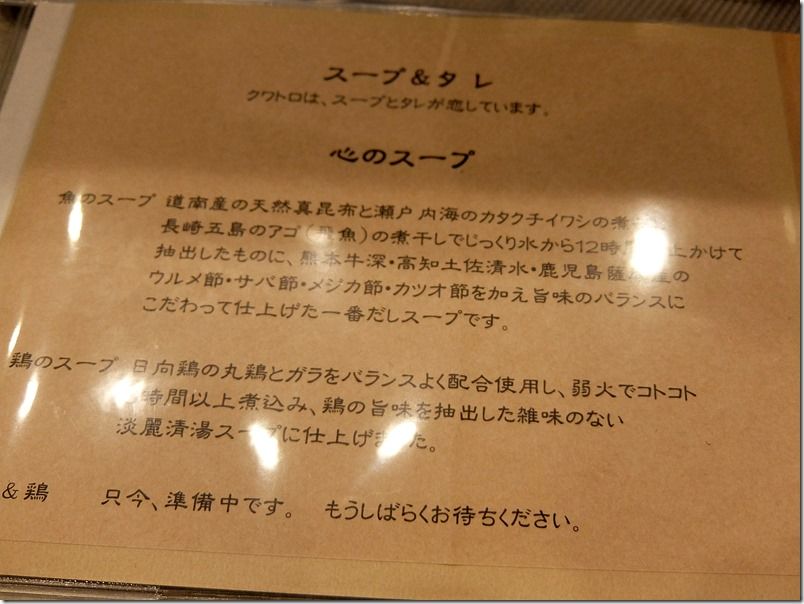 スープ＆タレ
クワトロは、スープとタレが恋しています。
心のスープ
魚のスープ 道南産の天然真昆布と瀬戸内海のカタクチイワシの煮
長崎五島のアゴ（飛魚）の煮干しでじっくり水から12時間 上かけて
抽出したものに、熊本牛深・高知土佐清水・鹿児島薩 産の
ウルメ節・サバ節・メジカ節・カツオ節を加え旨味のバランスに
こだわって仕上げた一番だしスープです。
鶏のスープ 日向鶏の丸鶏とガラをバランスよく配合使用し、弱火でコトコト
時間以上煮込み、鶏の旨味を抽出した雑味のない
淡麗清湯スープに仕上げました。
＆鶏 只今、準備中です。 もうしばらくお待ちください。